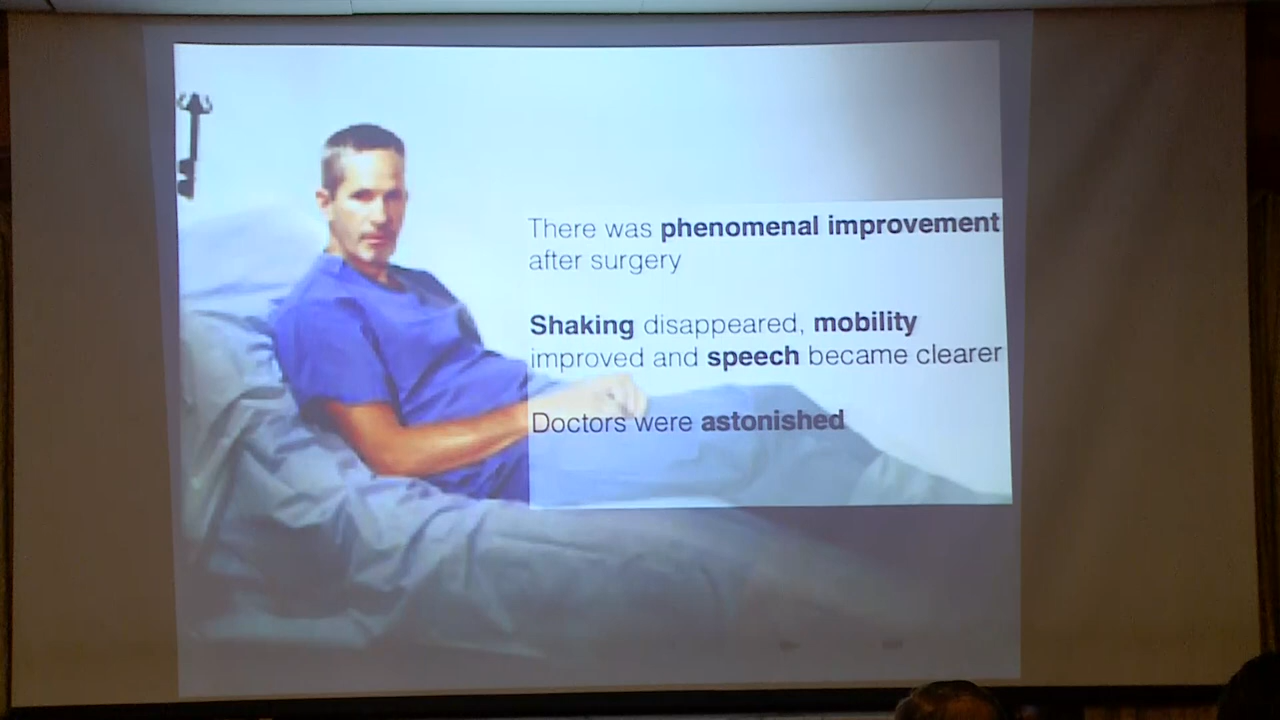 There was phenomenal improvement
after surgery
Shaking disappeared, mobility
improved and speech became clearer
Doctors were astonished